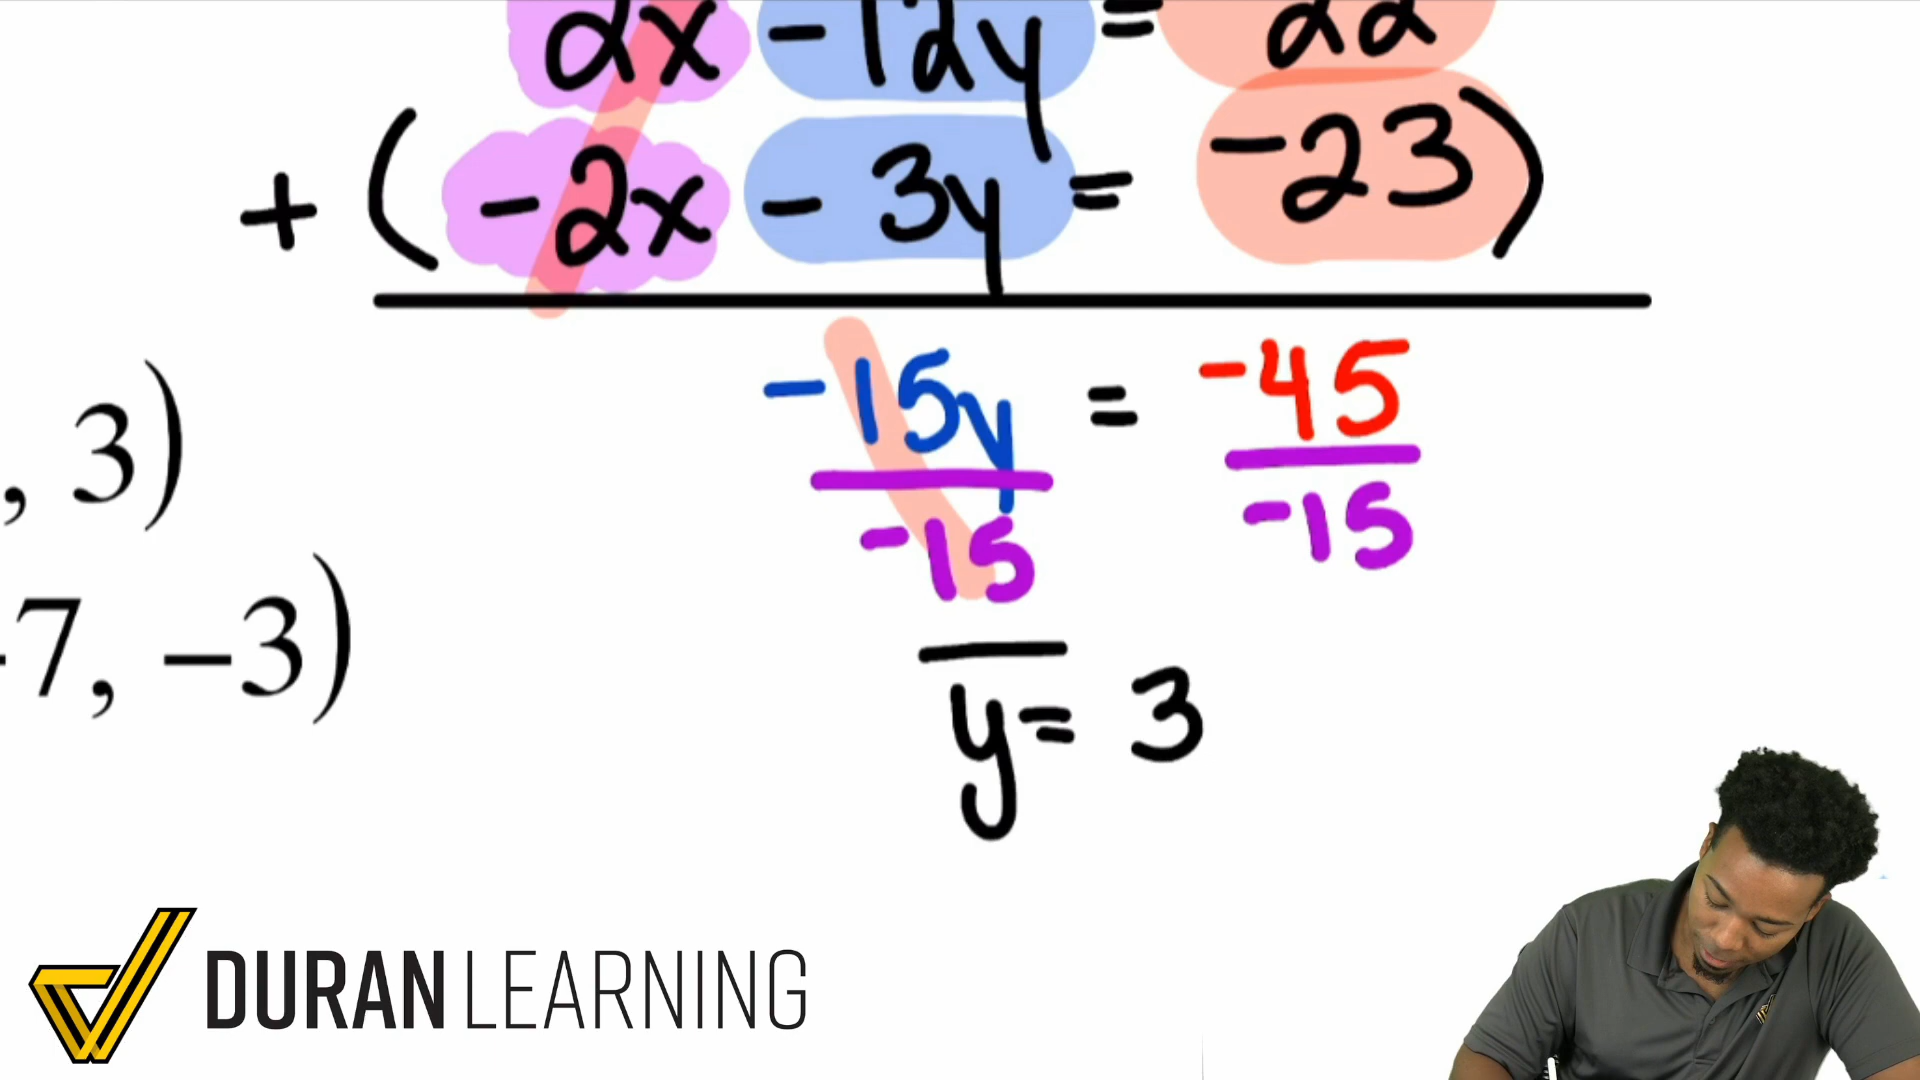 2x -12y = 22
+ ( -2x - 3y = -23 )
-15y = -45
-15 -15
y = 3
, 3)
-7, -3)
DURAN LEARNING